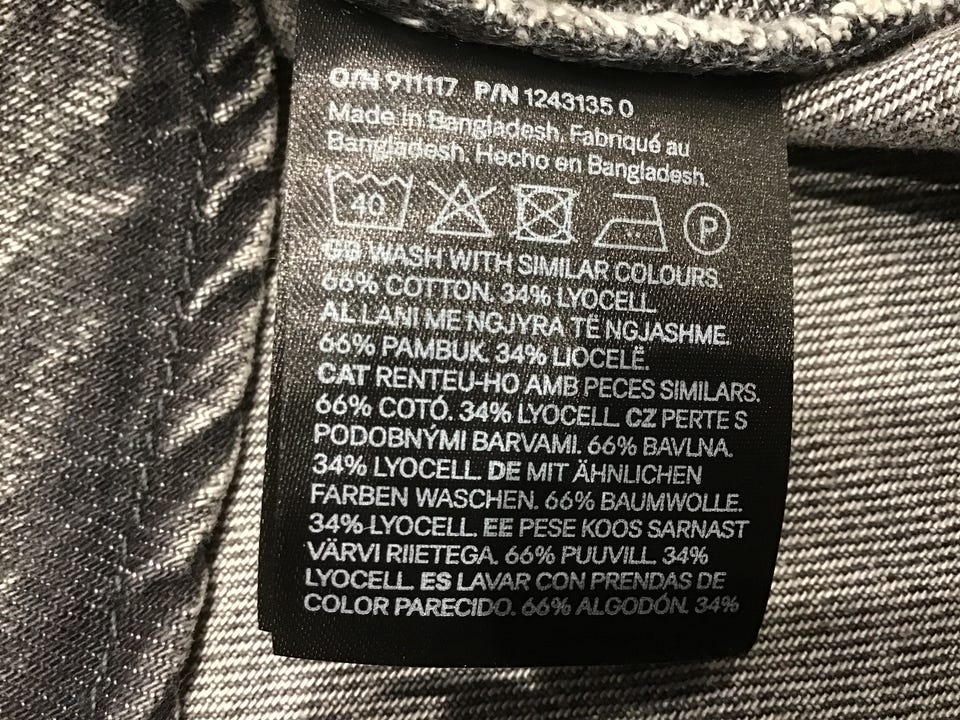 O/N 911117 P/N 1243135 0
Made in Bangladesh. Fabriqué au
Bangladesh. Hecho en Bangladesh.
40 P
GB WASH WITH SIMILAR COLOURS.
66% COTTON. 34% LYOCELL.
AL LANI ME NGJYRA TË NGJASHME.
66% PAMBUK. 34% LIOCELË.
CAT RENTEU-HO AMB PECES SIMILARS.
66% COTÓ. 34% LYOCELL. CZ PERTE S
PODOBNÝMI BARVAMI. 66% BAVLNA.
34% LYOCELL. DE MIT ÄHNLICHEN
FARBEN WASCHEN. 66% BAUMWOLLE.
34% LYOCELL. EE PESE KOOS SARNAST
VÄRVI RIIETEGA. 66% PUUVILL. 34%
LYOCELL. ES LAVAR CON PRENDAS DE
COLOR PARECIDO. 66% ALGODÓN. 34%